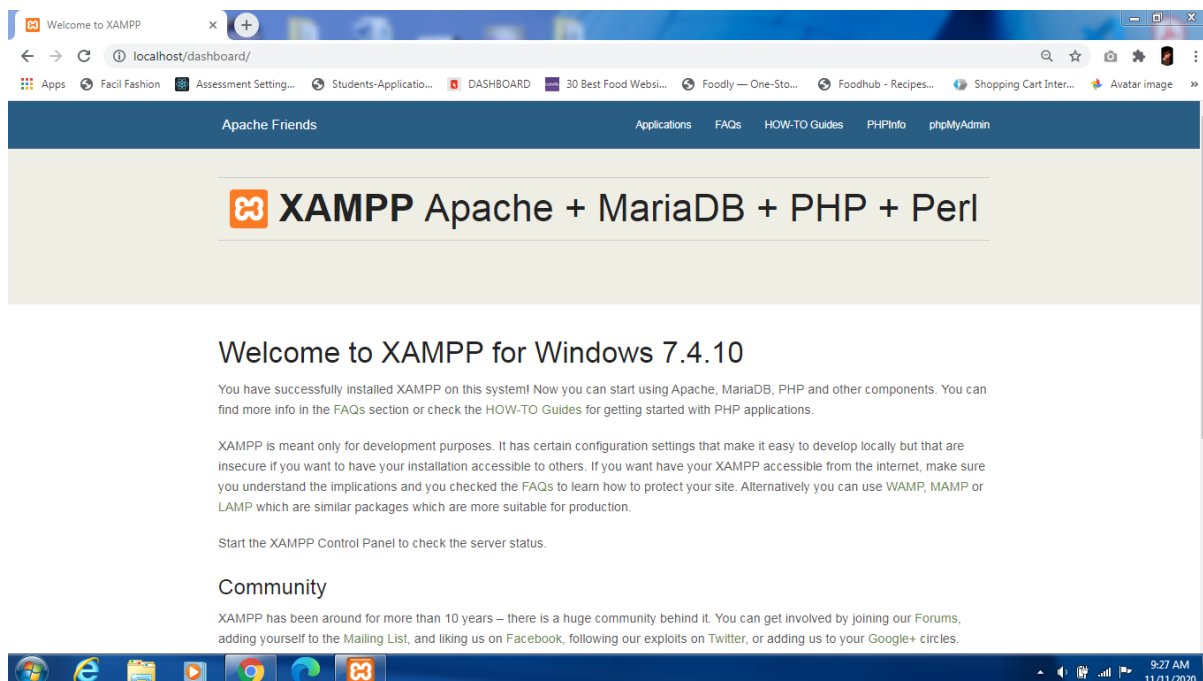 Welcome to XAMPP
localhost/dashboard/
Apps Facil Fashion Assessment Setting... Students-Applicatio... DASHBOARD 30 Best Food Websi... Foodly — One-Sto... Foodhub - Recipes... Shopping Cart Inter... Avatar image »
Apache Friends Applications FAQs HOW-TO Guides PHPInfo phpMyAdmin
XAMPP Apache + MariaDB + PHP + Perl
Welcome to XAMPP for Windows 7.4.10
You have successfully installed XAMPP on this system! Now you can start using Apache, MariaDB, PHP and other components. You can
find more info in the FAQs section or check the HOW-TO Guides for getting started with PHP applications.
XAMPP is meant only for development purposes. It has certain configuration settings that make it easy to develop locally but that are
insecure if you want to have your installation accessible to others. If you want have your XAMPP accessible from the internet, make sure
you understand the implications and you checked the FAQs to learn how to protect your site. Alternatively you can use WAMP, MAMP or
LAMP which are similar packages which are more suitable for production.
Start the XAMPP Control Panel to check the server status.
Community
XAMPP has been around for more than 10 years – there is a huge community behind it. You can get involved by joining our Forums,
adding yourself to the Mailing List, and liking us on Facebook, following our exploits on Twitter, or adding us to your Google+ circles.
9:27 AM
11/11/2020